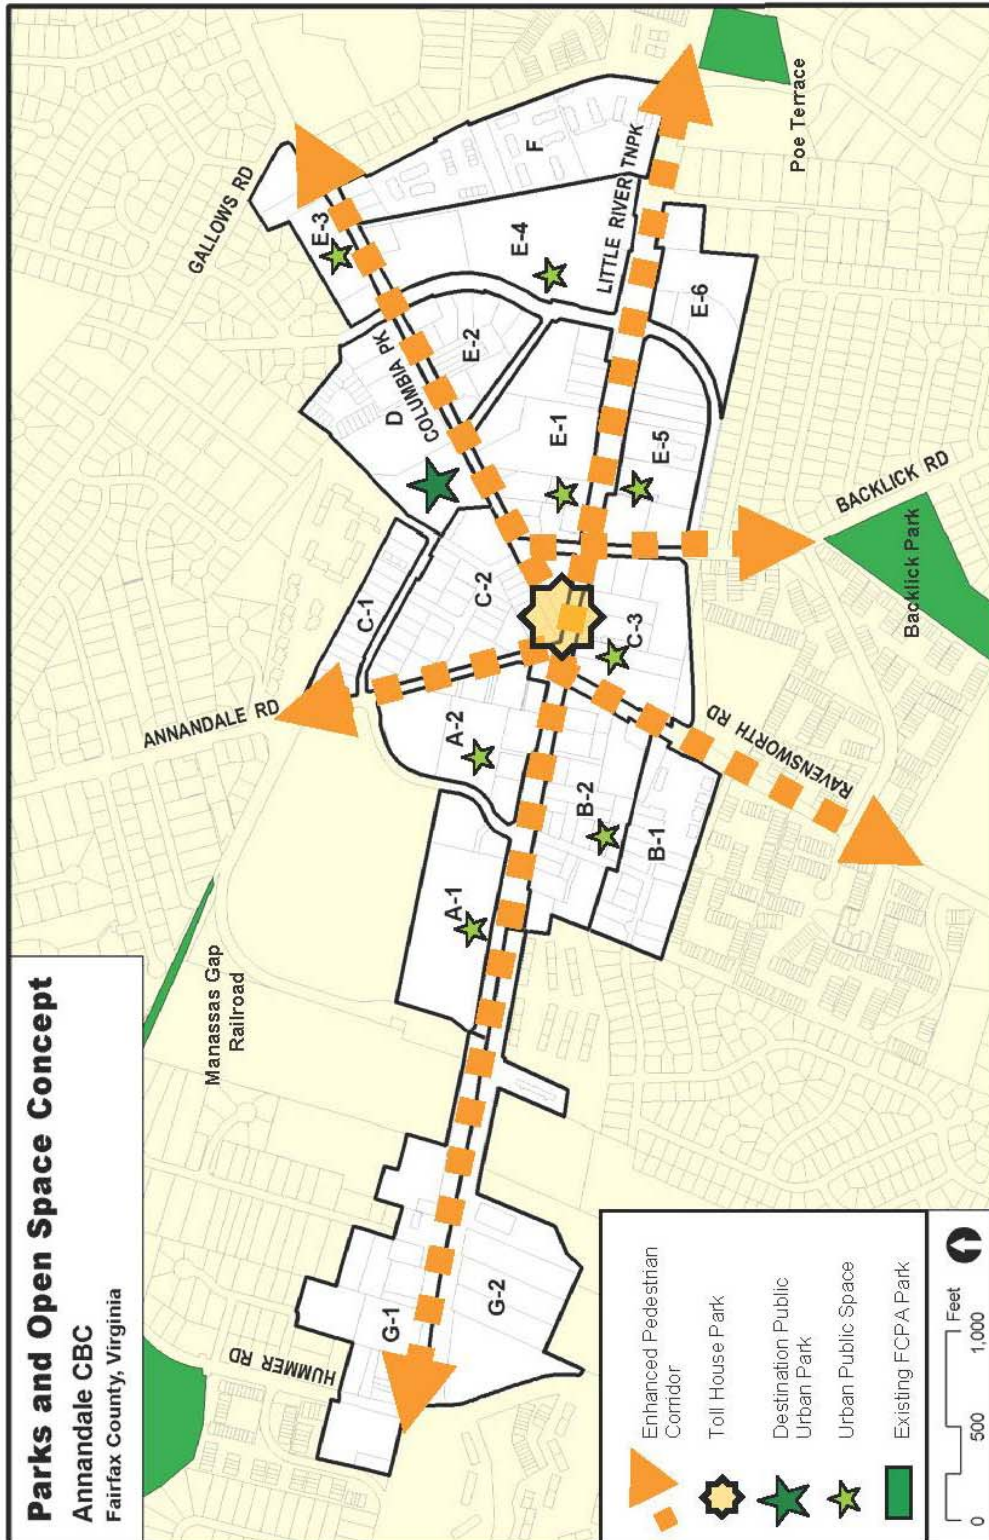 Parks and Open Space Concept
Annandale CBC
Fairfax County, Virginia
HUMMER RD
Manassas Gap
Railroad
ANNANDALE RD
GALLOWS RD
COLUMBIA PK
LITTLE RIVER TNPK
BACKLICK RD
RAVENSWORTH RD
Poe Terrace
Backlick Park
G-1
G-2
A-1
A-2
B-1
B-2
C-1
C-2
C-3
D
E-1
E-2
E-3
E-4
E-5
E-6
F
Enhanced Pedestrian
Corridor
Toll House Park
Destination Public
Urban Park
Urban Public Space
Existing FCPA Park
0 500 1,000
Feet